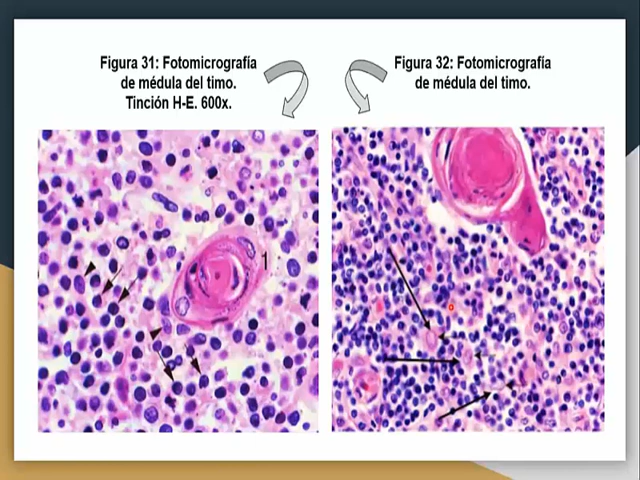 Figura 31: Fotomicrografía
de médula del timo.
Tinción H-E. 600x.
Figura 32: Fotomicrografía
de médula del timo.
1